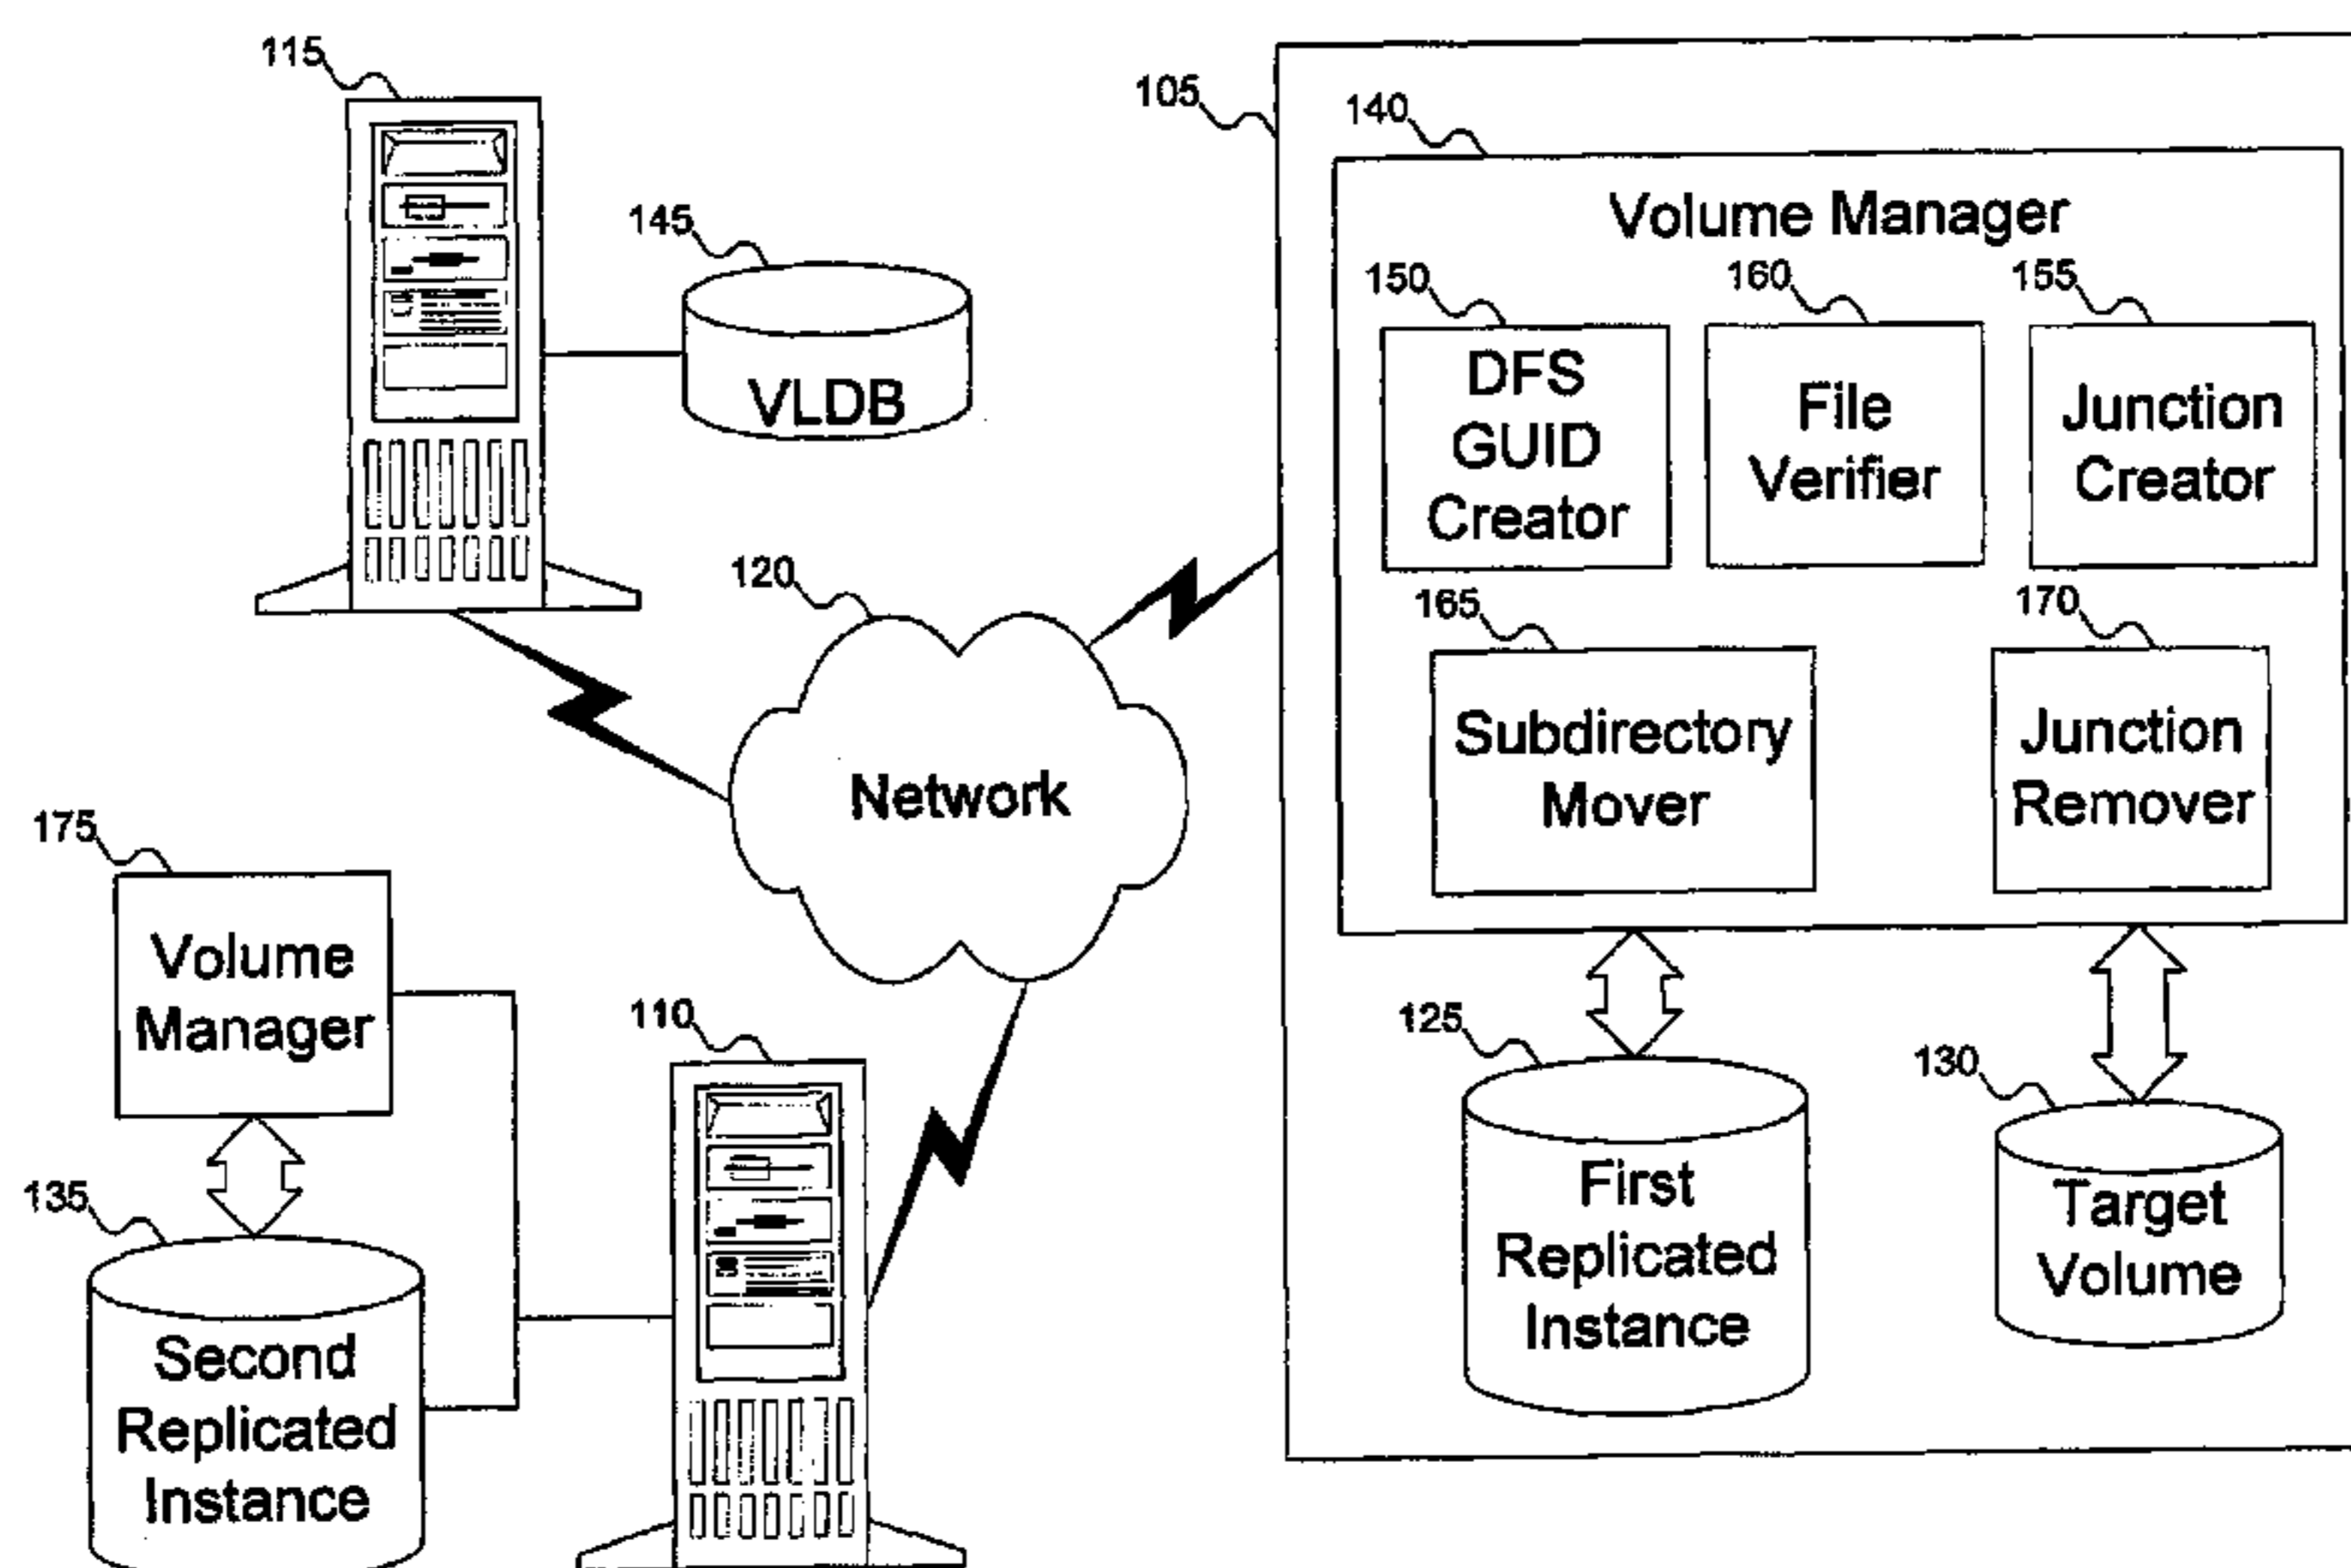 115
105
140
Volume Manager
145
150
160
155
VLDB
DFS
GUID
Creator
File
Verifier
Junction
Creator
120
165
170
Network
Subdirectory
Mover
Junction
Remover
175
Volume
Manager
110
125
130
135
First
Replicated
Instance
Target
Volume
Second
Replicated
Instance